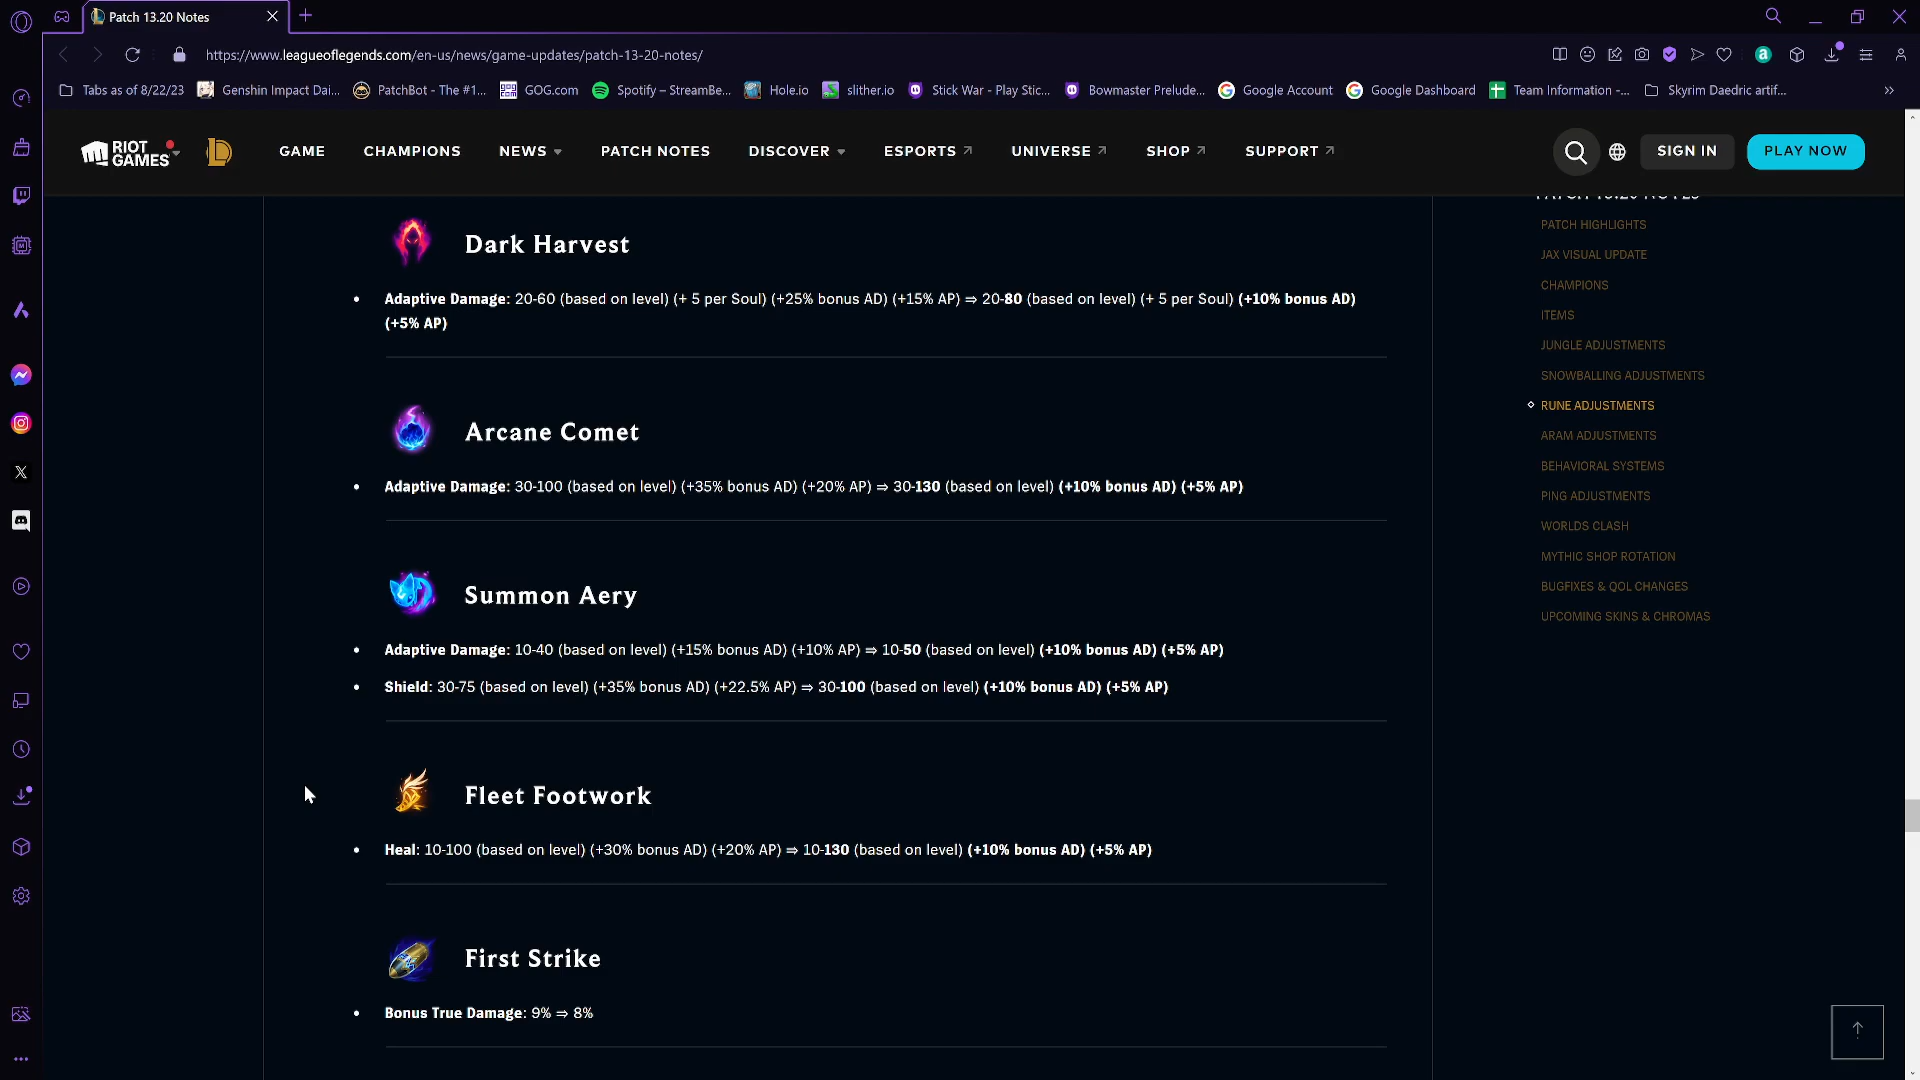 Patch 13.20 Notes
https://www.leagueoflegends.com/en-us/news/game-updates/patch-13-20-notes/
Tabs as of 8/22/23 Genshin Impact Dai... PatchBot - The #1... GOG.com Spotify – StreamBe... Hole.io slither.io Stick War - Play Stic... Bowmaster Prelude... Google Account Google Dashboard Team Information -... Skyrim Daedric artif...
RIOT GAMES GAME CHAMPIONS NEWS PATCH NOTES DISCOVER ESPORTS UNIVERSE SHOP SUPPORT SIGN IN PLAY NOW
Dark Harvest
• Adaptive Damage: 20-60 (based on level) (+ 5 per Soul) (+25% bonus AD) (+15% AP) ⇒ 20-80 (based on level) (+ 5 per Soul) (+10% bonus AD)
(+5% AP)
Arcane Comet
• Adaptive Damage: 30-100 (based on level) (+35% bonus AD) (+20% AP) ⇒ 30-130 (based on level) (+10% bonus AD) (+5% AP)
Summon Aery
• Adaptive Damage: 10-40 (based on level) (+15% bonus AD) (+10% AP) ⇒ 10-50 (based on level) (+10% bonus AD) (+5% AP)
• Shield: 30-75 (based on level) (+35% bonus AD) (+22.5% AP) ⇒ 30-100 (based on level) (+10% bonus AD) (+5% AP)
Fleet Footwork
• Heal: 10-100 (based on level) (+30% bonus AD) (+20% AP) ⇒ 10-130 (based on level) (+10% bonus AD) (+5% AP)
First Strike
• Bonus True Damage: 9% ⇒ 8%
PATCH 13.20 NOTES
PATCH HIGHLIGHTS
JAX VISUAL UPDATE
CHAMPIONS
ITEMS
JUNGLE ADJUSTMENTS
SNOWBALLING ADJUSTMENTS
RUNE ADJUSTMENTS
ARAM ADJUSTMENTS
BEHAVIORAL SYSTEMS
PING ADJUSTMENTS
WORLDS CLASH
MYTHIC SHOP ROTATION
BUGFIXES & QOL CHANGES
UPCOMING SKINS & CHROMAS